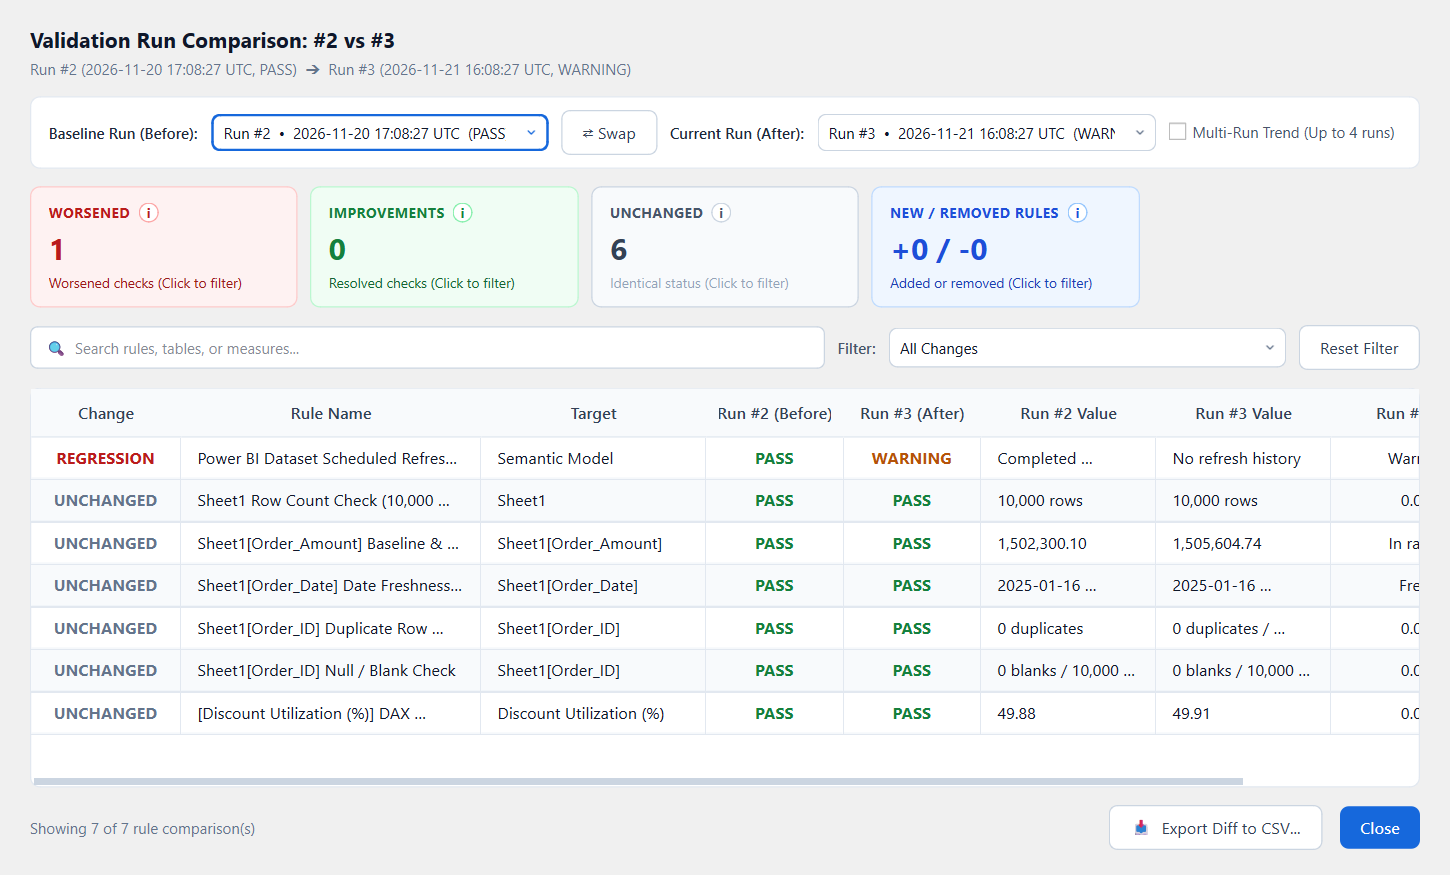 Validation Run Comparison: #2 vs #3
Run #2 (2026-11-20 17:08:27 UTC, PASS) ➔ Run #3 (2026-11-21 16:08:27 UTC, WARNING)
Baseline Run (Before): Run #2 • 2026-11-20 17:08:27 UTC (PASS ⇄ Swap Current Run (After): Run #3 • 2026-11-21 16:08:27 UTC (WARN Multi-Run Trend (Up to 4 runs)
WORSENED i IMPROVEMENTS i UNCHANGED i NEW / REMOVED RULES i
1 0 6 +0 / -0
Worsened checks (Click to filter) Resolved checks (Click to filter) Identical status (Click to filter) Added or removed (Click to filter)
Search rules, tables, or measures... Filter: All Changes Reset Filter
Change Rule Name Target Run #2 (Before) Run #3 (After) Run #2 Value Run #3 Value Run #
REGRESSION Power BI Dataset Scheduled Refres... Semantic Model PASS WARNING Completed ... No refresh history Warr
UNCHANGED Sheet1 Row Count Check (10,000 ... Sheet1 PASS PASS 10,000 rows 10,000 rows 0.0
UNCHANGED Sheet1[Order_Amount] Baseline & ... Sheet1[Order_Amount] PASS PASS 1,502,300.10 1,505,604.74 In ra
UNCHANGED Sheet1[Order_Date] Date Freshness... Sheet1[Order_Date] PASS PASS 2025-01-16 ... 2025-01-16 ... Fre
UNCHANGED Sheet1[Order_ID] Duplicate Row ... Sheet1[Order_ID] PASS PASS 0 duplicates 0 duplicates / ... 0.0
UNCHANGED Sheet1[Order_ID] Null / Blank Check Sheet1[Order_ID] PASS PASS 0 blanks / 10,000 ... 0 blanks / 10,000 ... 0.0
UNCHANGED [Discount Utilization (%)] DAX ... Discount Utilization (%) PASS PASS 49.88 49.91 0.0
Showing 7 of 7 rule comparison(s) Export Diff to CSV... Close